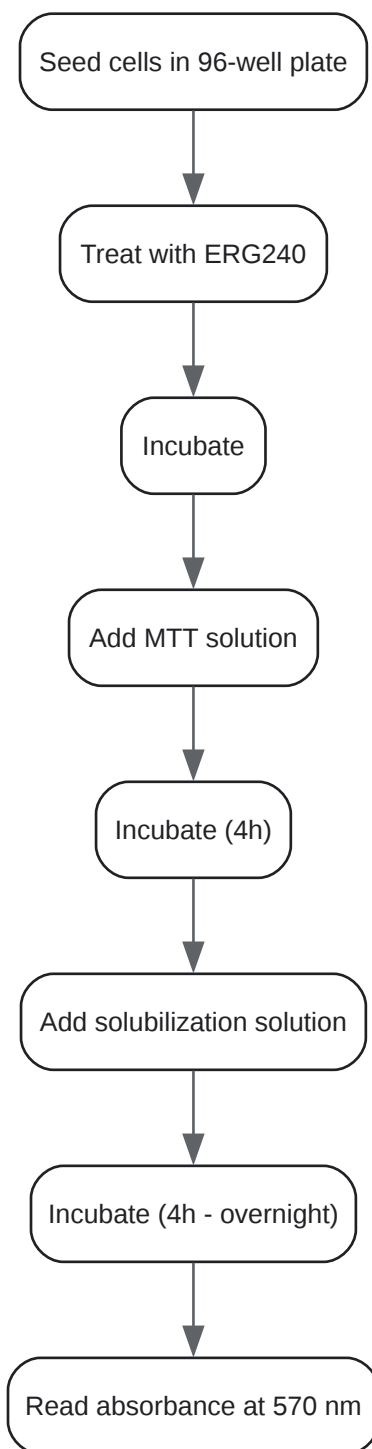 Seed cells in 96-well plate
Treat with ERG240
Incubate
Add MTT solution
Incubate (4h)
Add solubilization solution
Incubate (4h - overnight)
Read absorbance at 570 nm